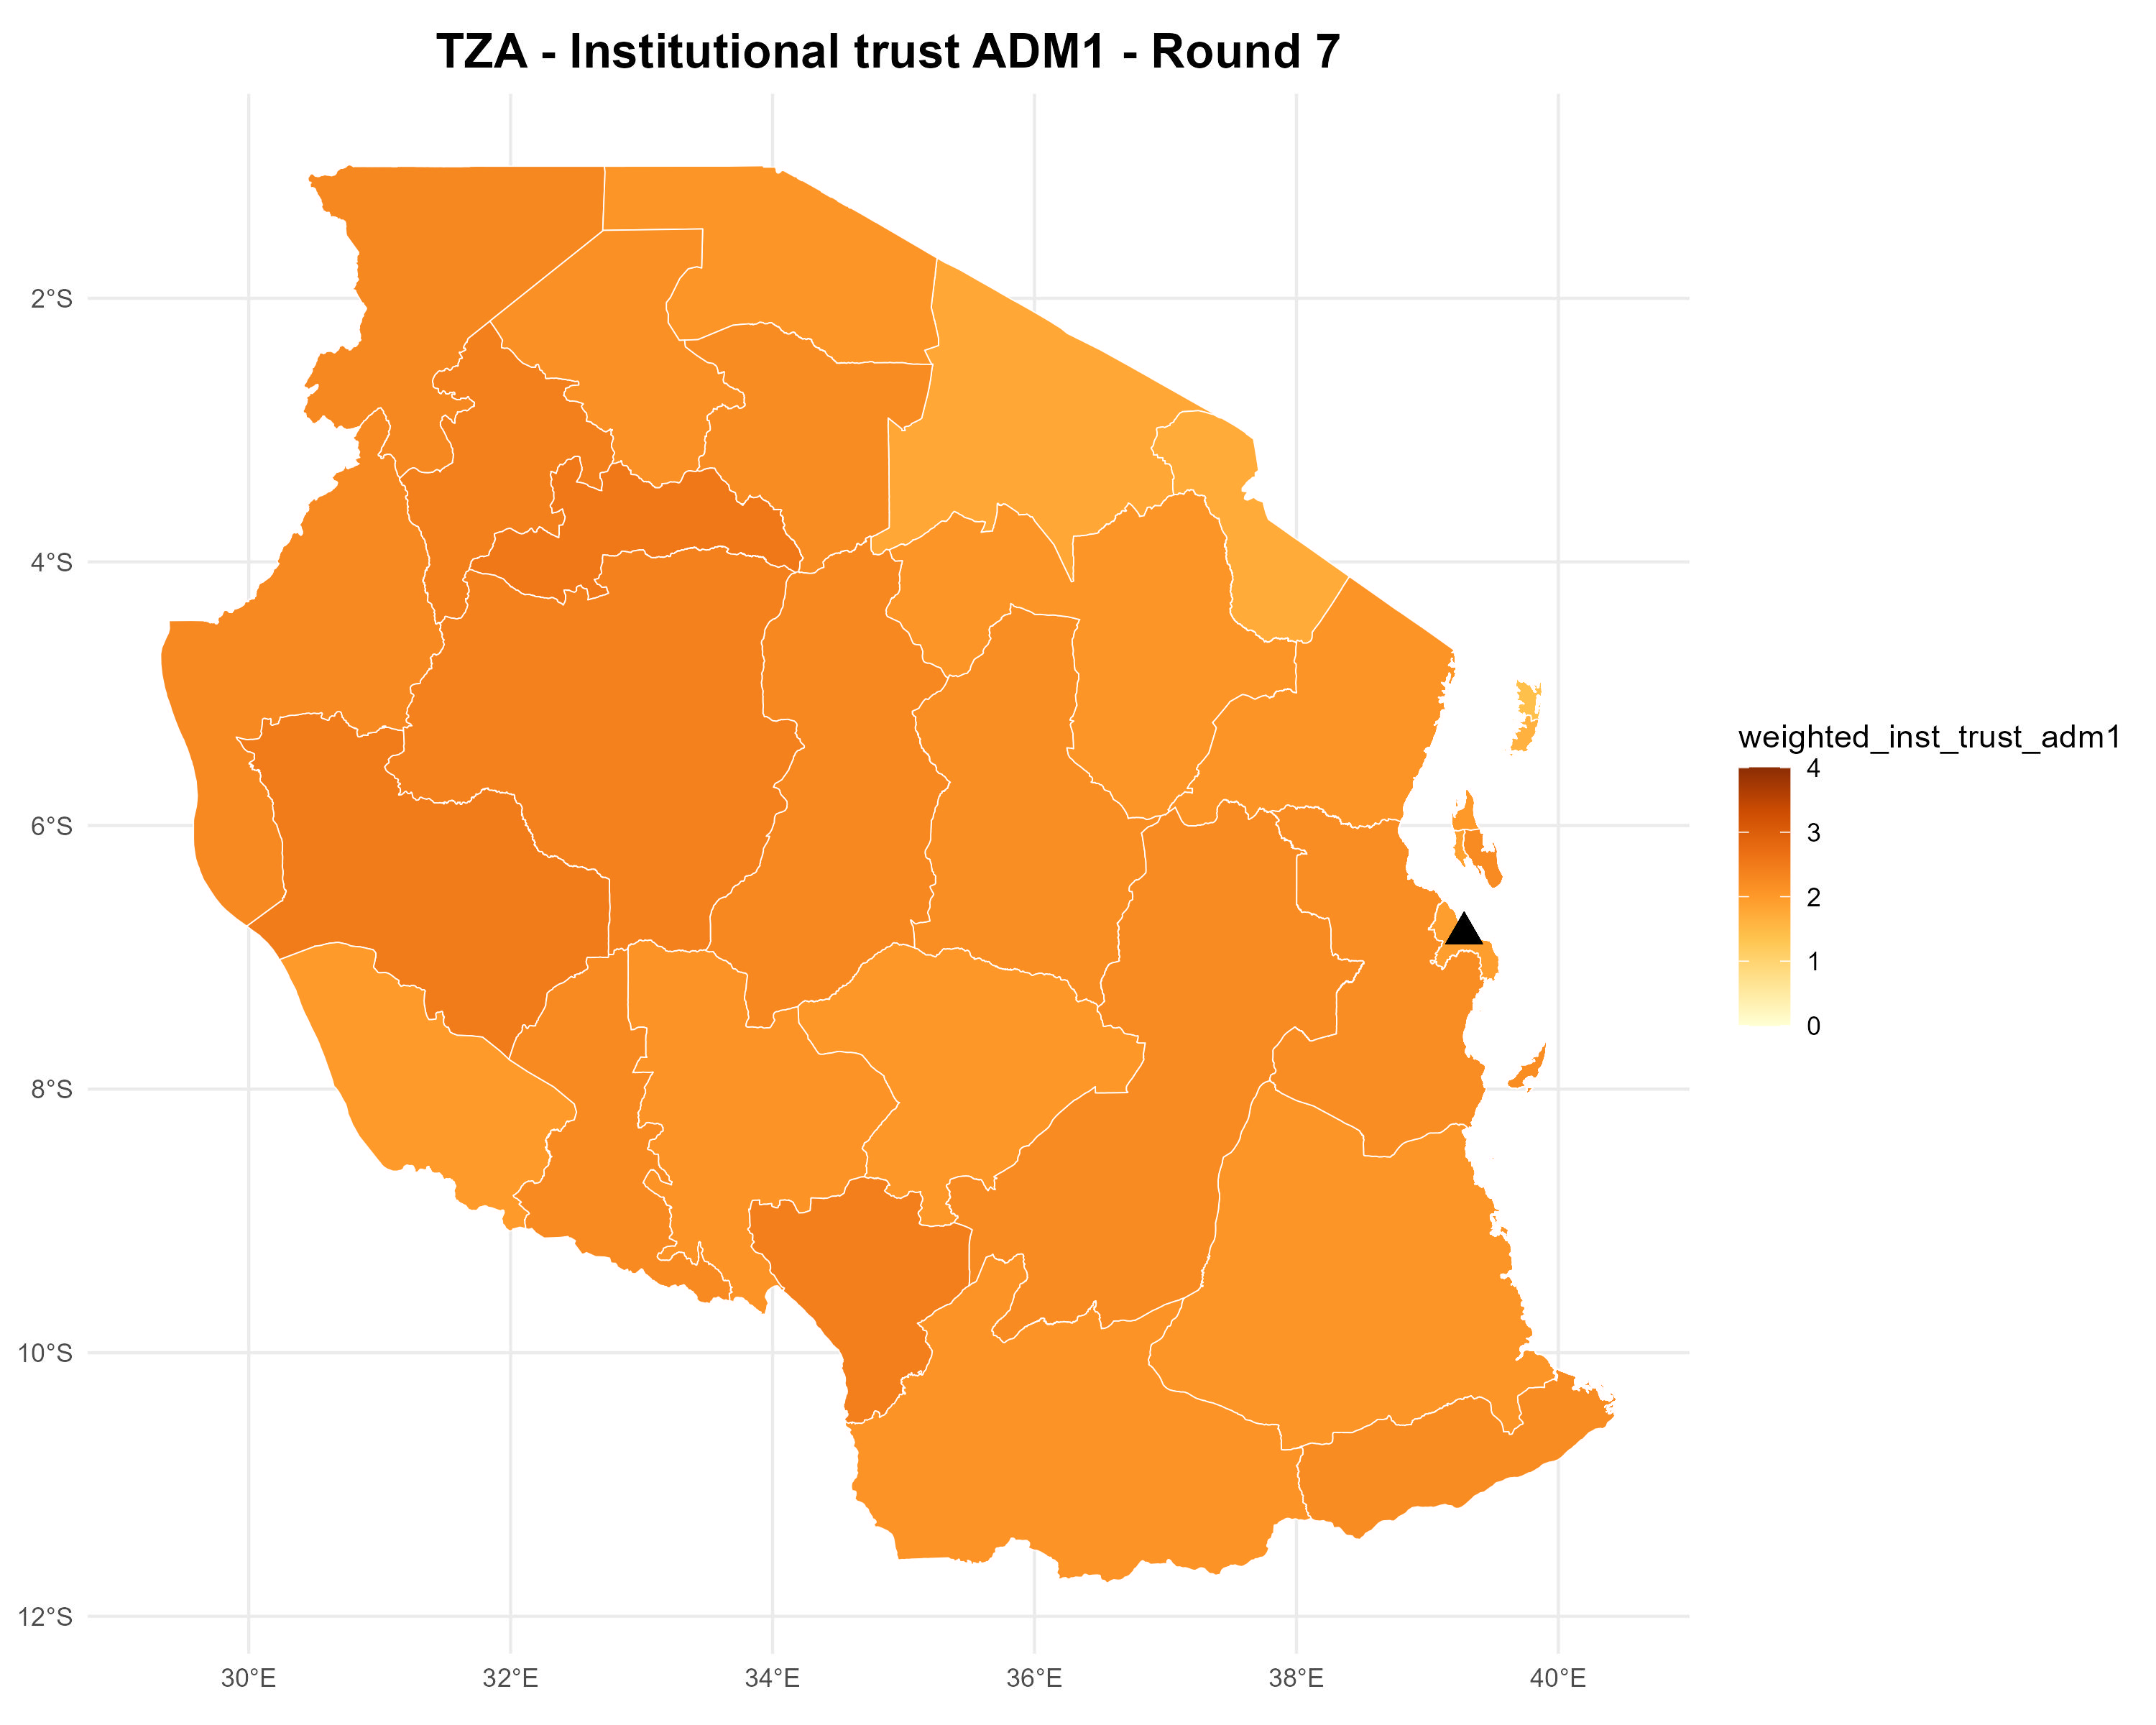 TZA - Institutional trust ADM1 - Round 7
2°S
4°S
6°S
8°S
10°S
12°S
30°E
32°E
34°E
36°E
38°E
40°E
weighted_inst_trust_adm1
4
3
2
1
0